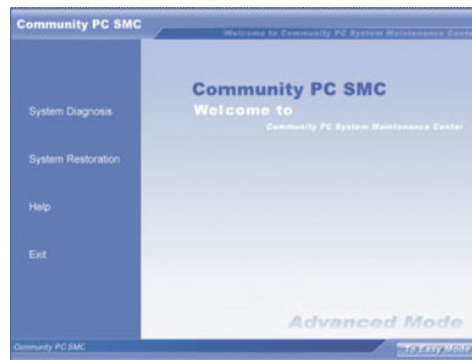 Community PC SMC
Welcome to Community PC System Maintenance Center
Community PC SMC
Welcome to
Community PC System Maintenance Center
System Diagnosis
System Restoration
Help
Exit
Advanced Mode
Community PC SMC
To Easy Mode